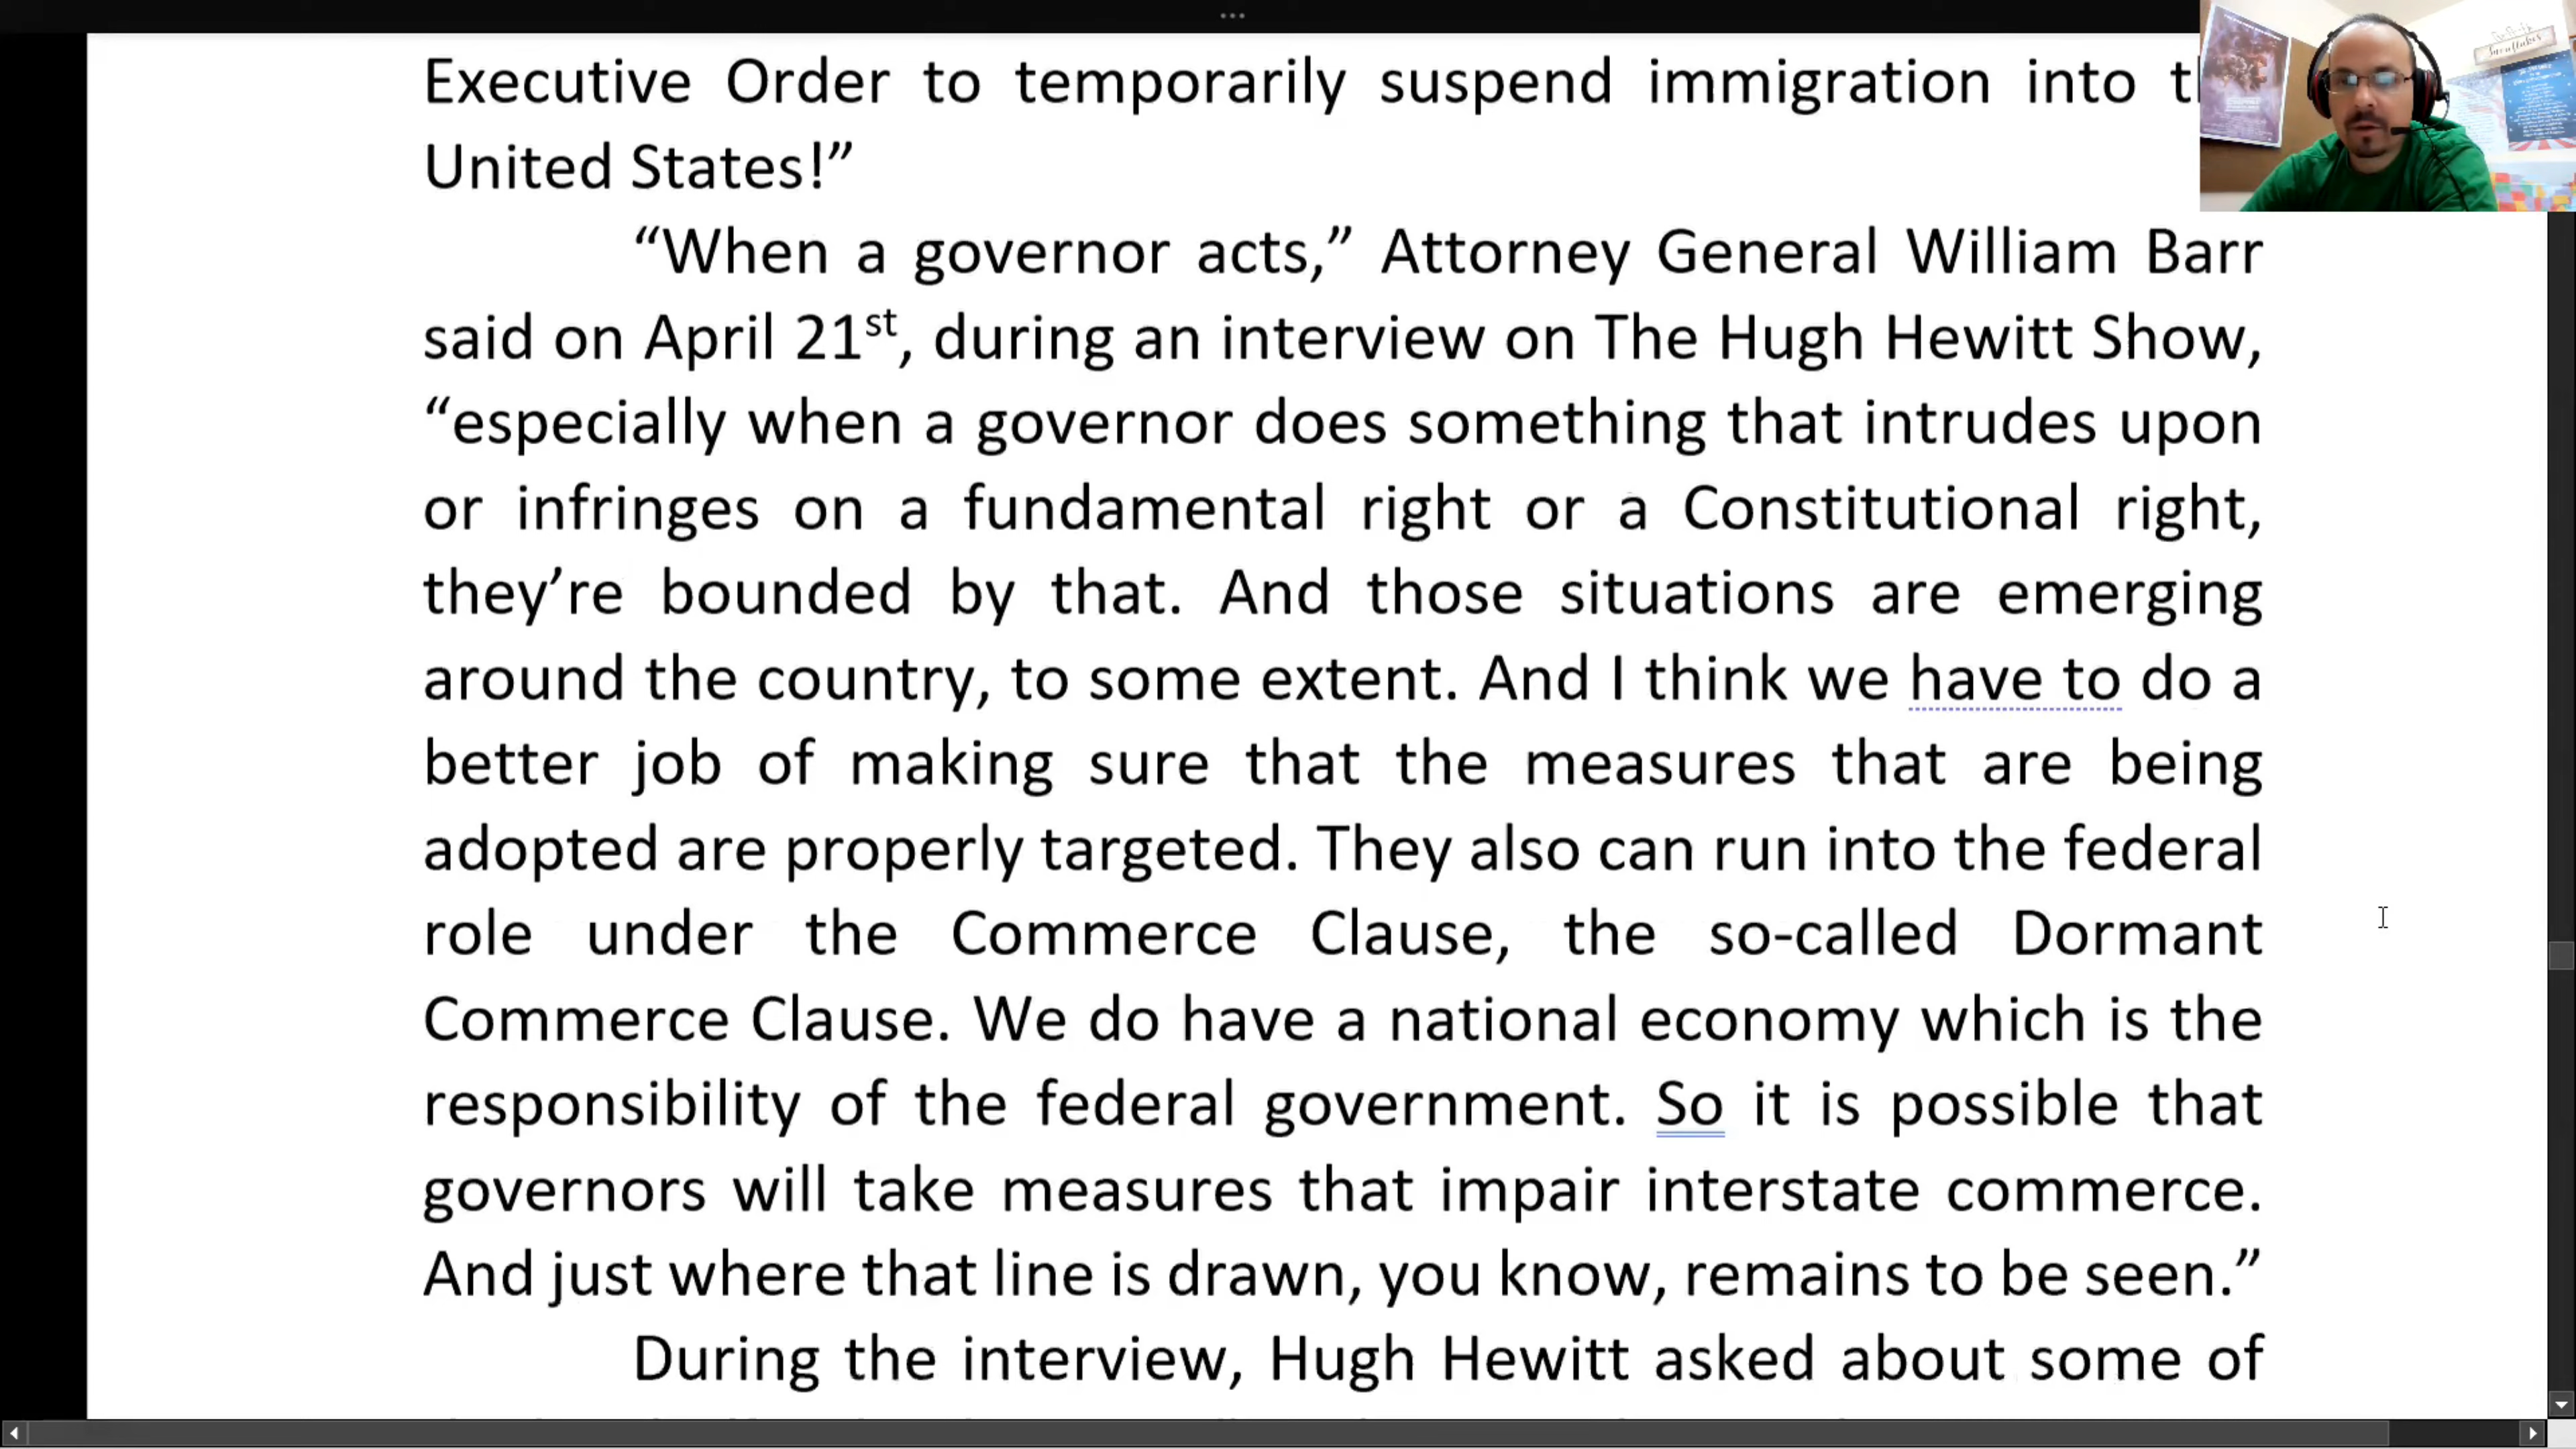 Executive Order to temporarily suspend immigration into
United States!”
“When a governor acts,” Attorney General William Barr
said on April 21st, during an interview on The Hugh Hewitt Show,
“especially when a governor does something that intrudes upon
or infringes on a fundamental right or a Constitutional right,
they’re bounded by that. And those situations are emerging
around the country, to some extent. And I think we have to do a
better job of making sure that the measures that are being
adopted are properly targeted. They also can run into the federal
role under the Commerce Clause, the so-called Dormant
Commerce Clause. We do have a national economy which is the
responsibility of the federal government. So it is possible that
governors will take measures that impair interstate commerce.
And just where that line is drawn, you know, remains to be seen.”
During the interview, Hugh Hewitt asked about some of